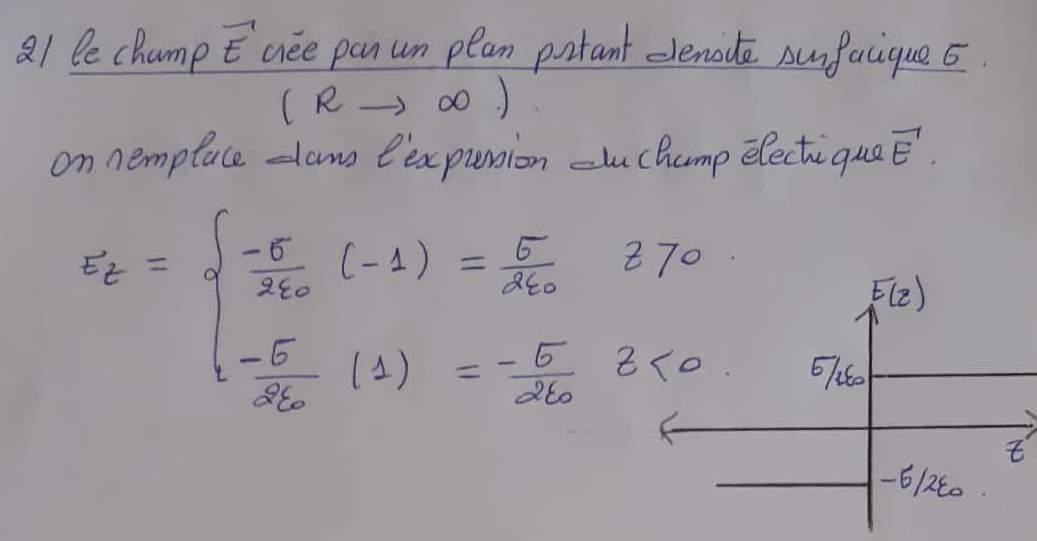 2/ le champ E⃗ crée par un plan portant densité surfacique σ.
( R → ∞ ).
on remplace dans l'expression du champ électrique E⃗.
Ez = { -σ/2ε₀ (-1) = σ/2ε₀   z > 0.
-σ/2ε₀ (1) = -σ/2ε₀   z < 0.
E(z)
σ/2ε₀
z
-σ/2ε₀.